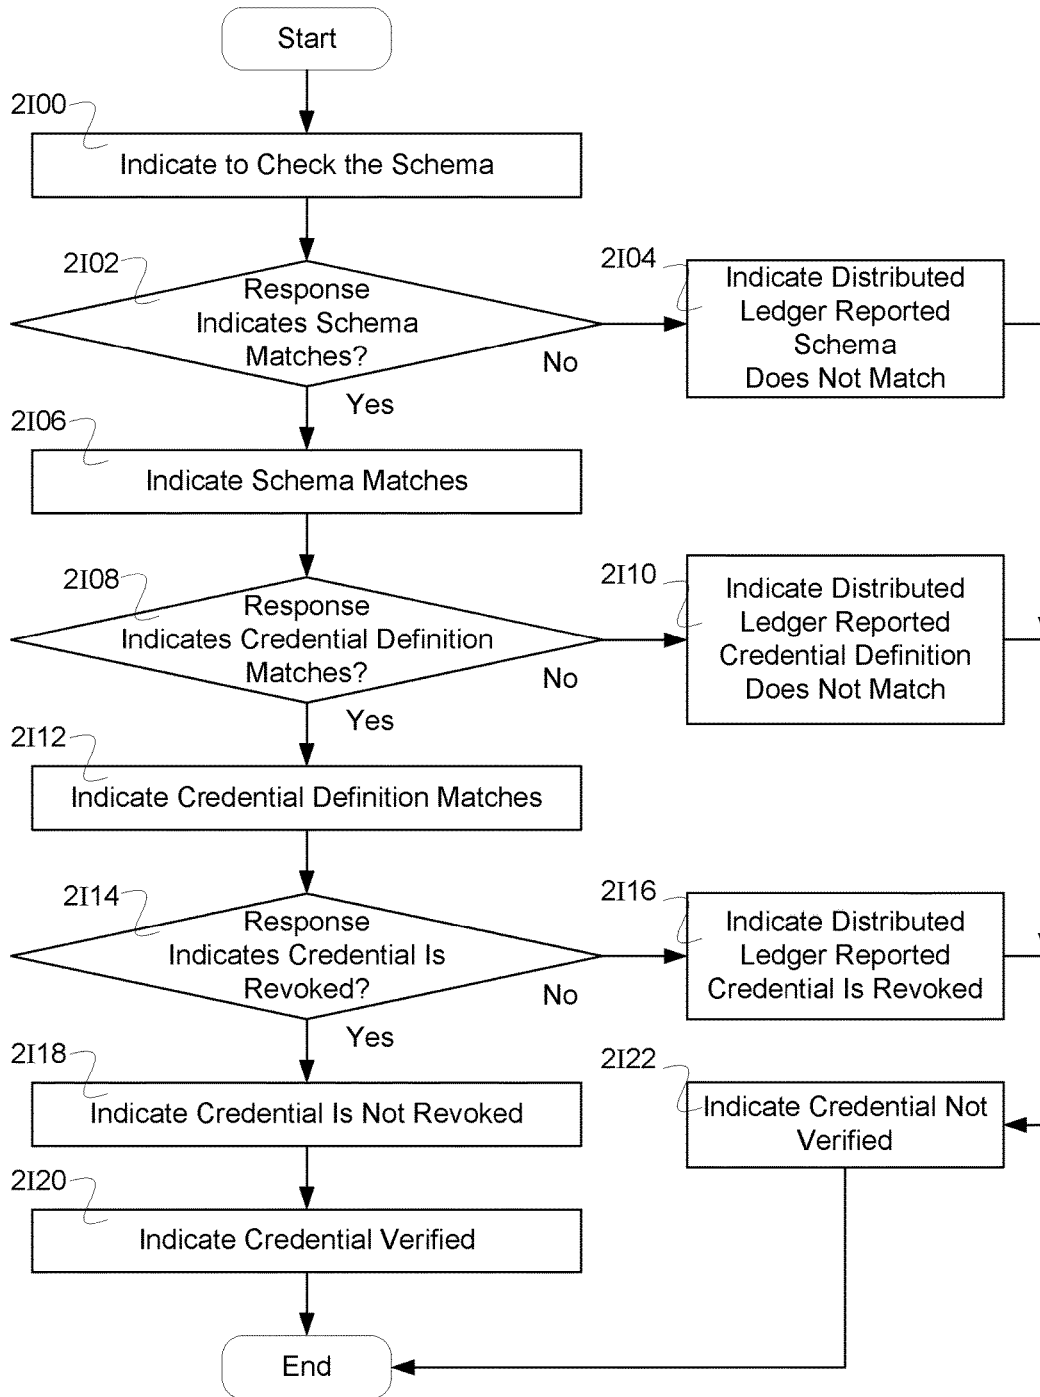 Start
2I00
Indicate to Check the Schema
2I02
Response
Indicates Schema
Matches?
No
Yes
2I04
Indicate Distributed
Ledger Reported
Schema
Does Not Match
2I06
Indicate Schema Matches
2I08
Response
Indicates Credential Definition
Matches?
No
Yes
2I10
Indicate Distributed
Ledger Reported
Credential Definition
Does Not Match
2I12
Indicate Credential Definition Matches
2I14
Response
Indicates Credential Is
Revoked?
No
Yes
2I16
Indicate Distributed
Ledger Reported
Credential Is Revoked
2I18
Indicate Credential Is Not Revoked
2I22
Indicate Credential Not
Verified
2I20
Indicate Credential Verified
End